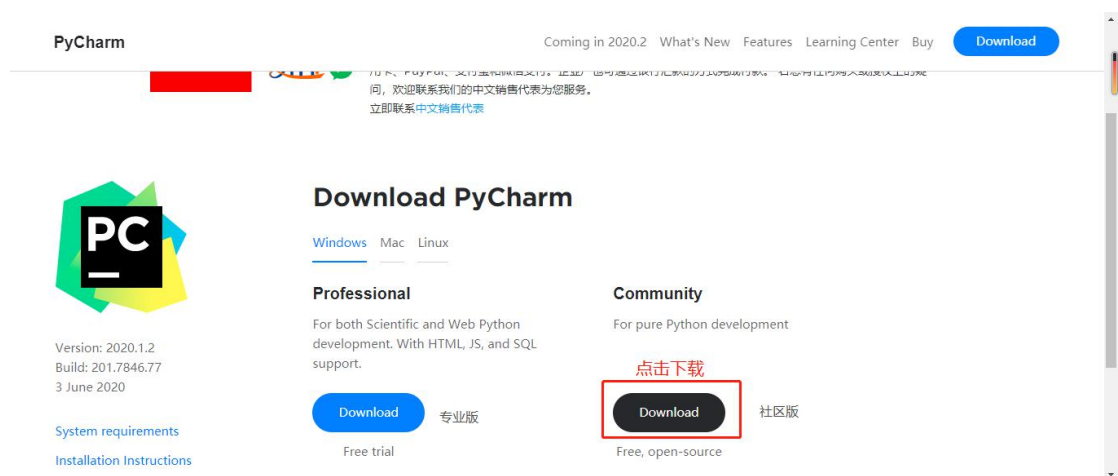 PyCharm
Coming in 2020.2 What's New Features Learning Center Buy Download
问，欢迎联系我们的中文销售代表为您服务。
立即联系中文销售代表
PC
Download PyCharm
Windows Mac Linux
Professional
For both Scientific and Web Python
development. With HTML, JS, and SQL
support.
Download
专业版
Free trial
Community
For pure Python development
点击下载
Download
社区版
Free, open-source
Version: 2020.1.2
Build: 201.7846.77
3 June 2020
System requirements
Installation Instructions